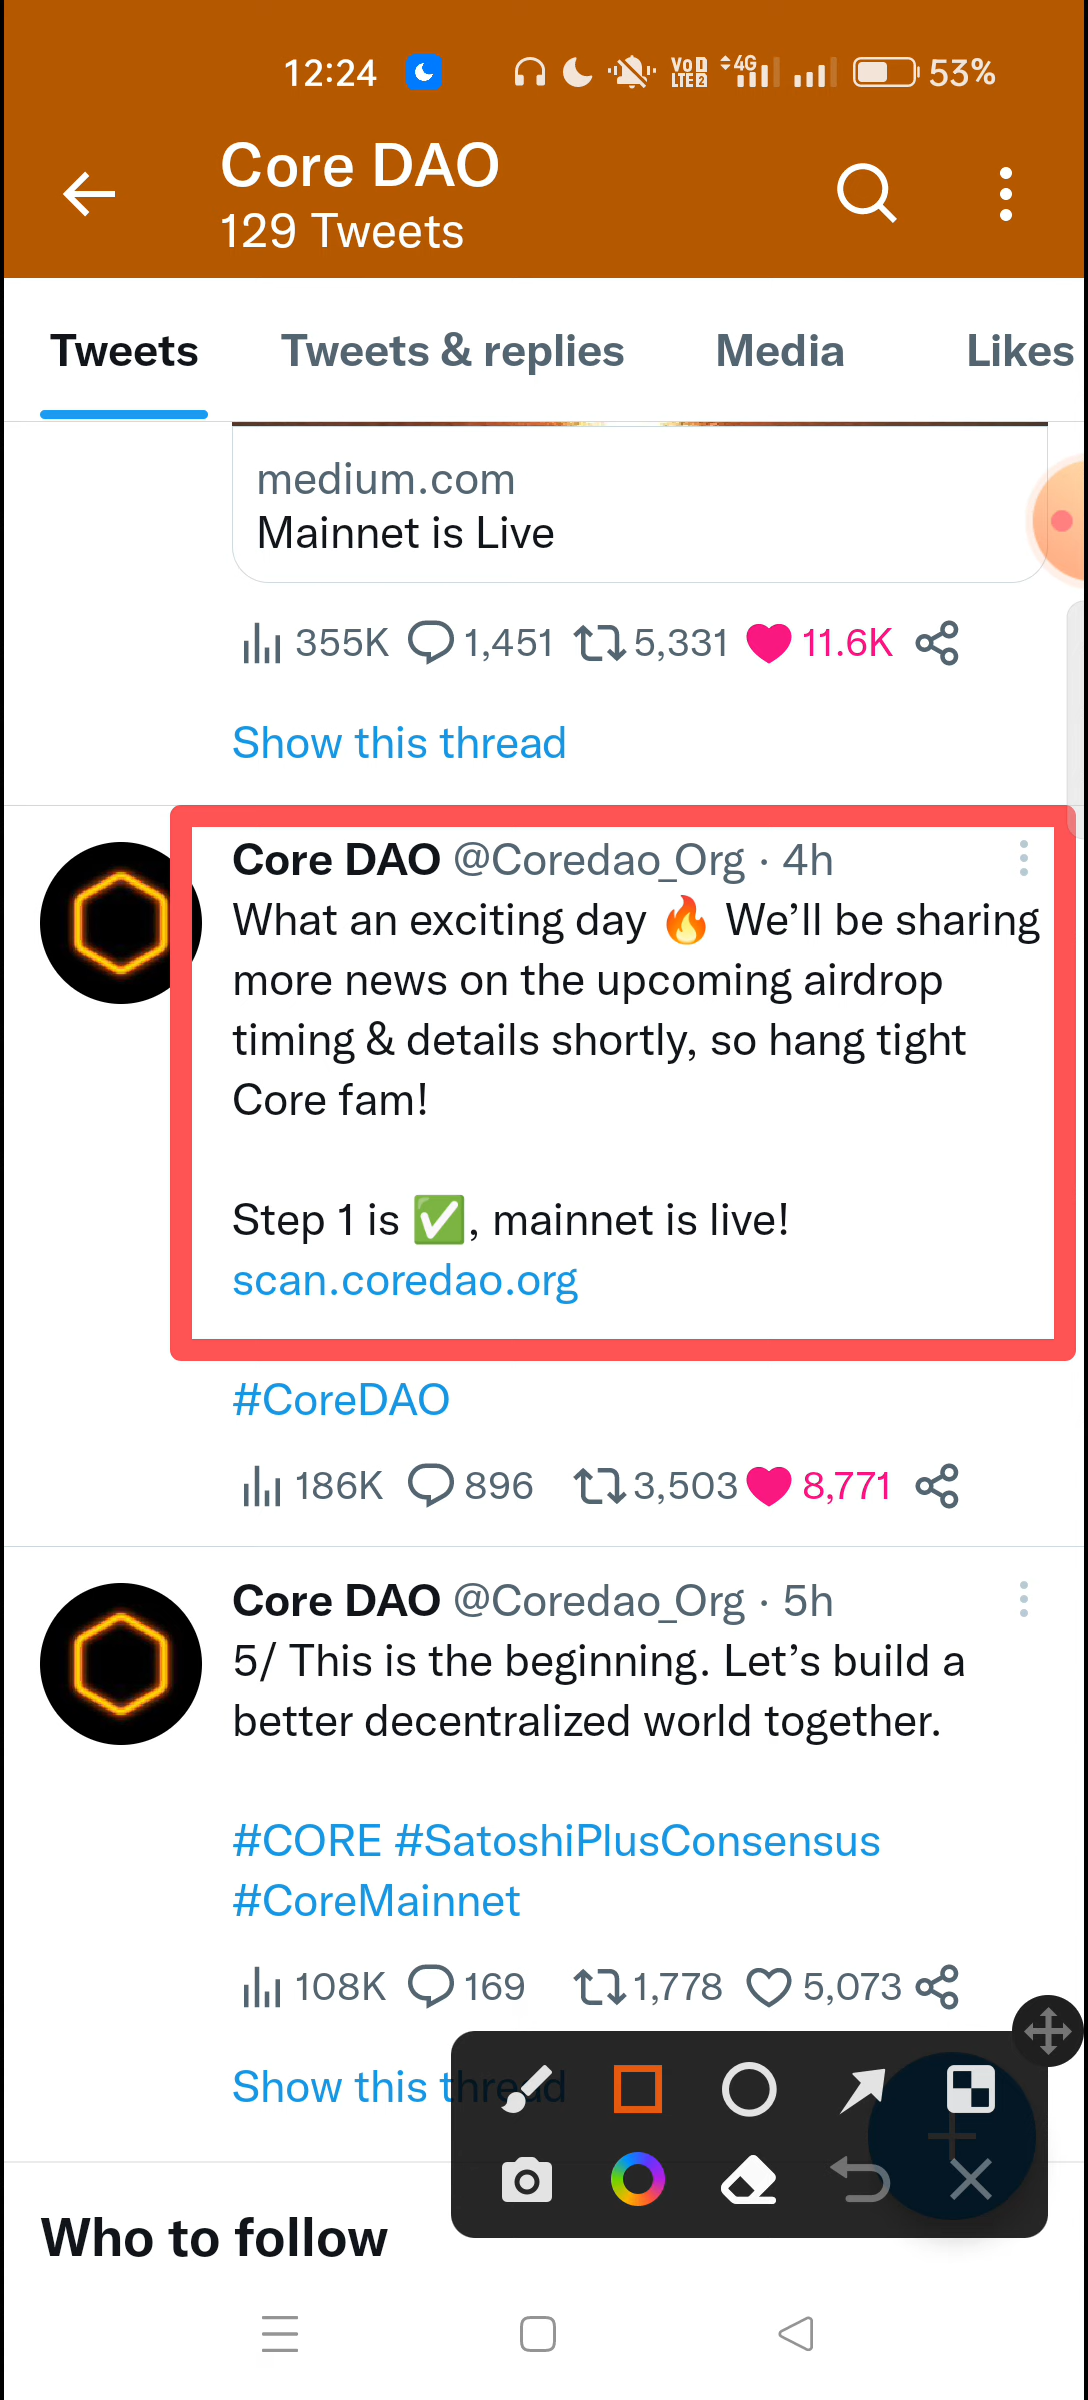 12:24 VoD LTE 2 4G 53%
Core DAO
129 Tweets
Tweets Tweets & replies Media Likes
medium.com
Mainnet is Live
355K 1,451 5,331 11.6K
Show this thread
Core DAO @Coredao_Org · 4h
What an exciting day 🔥 We’ll be sharing
more news on the upcoming airdrop
timing & details shortly, so hang tight
Core fam!
Step 1 is ✅, mainnet is live!
scan.coredao.org
#CoreDAO
186K 896 3,503 8,771
Core DAO @Coredao_Org · 5h
5/ This is the beginning. Let’s build a
better decentralized world together.
#CORE #SatoshiPlusConsensus
#CoreMainnet
108K 169 1,778 5,073
Show this thread
Who to follow